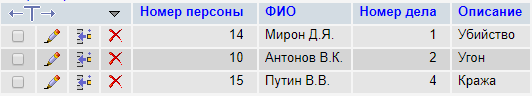 Номер персоны ФИО Номер дела Описание
14 Мирон Д.Я. 1 Убийство
10 Антонов В.К. 2 Угон
15 Путин В.В. 4 Кража